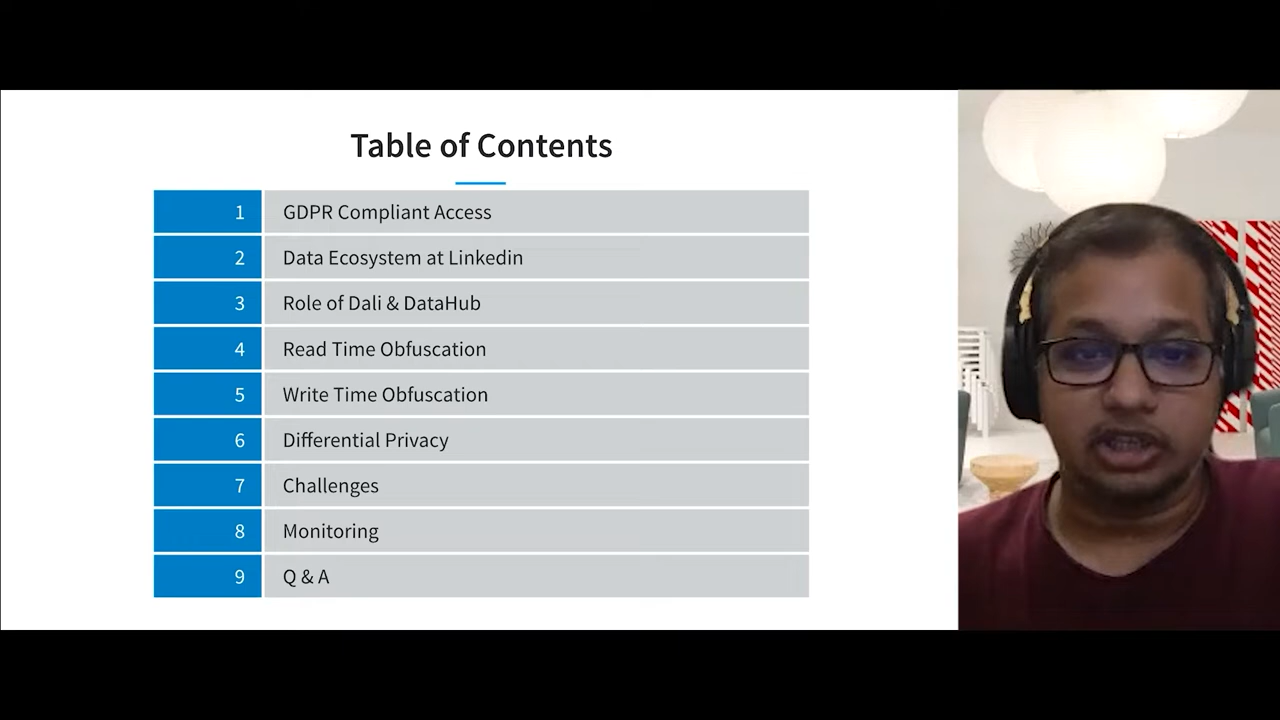 Table of Contents
1 GDPR Compliant Access
2 Data Ecosystem at Linkedin
3 Role of Dali & DataHub
4 Read Time Obfuscation
5 Write Time Obfuscation
6 Differential Privacy
7 Challenges
8 Monitoring
9 Q & A